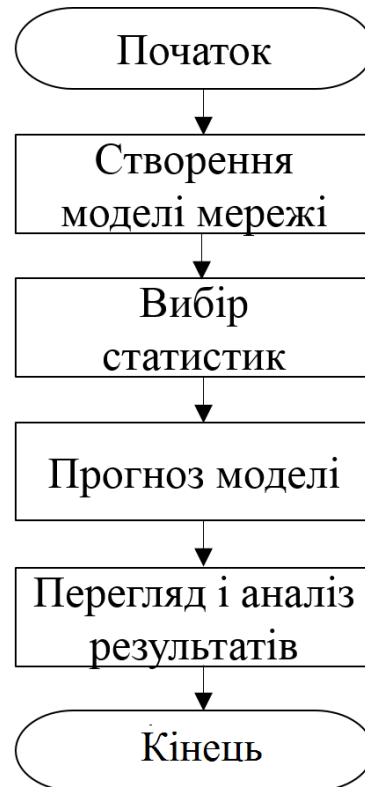 Початок
Створення
моделі мережі
Вибір
статистик
Прогноз моделі
Перегляд і аналіз
результатів
Кінець